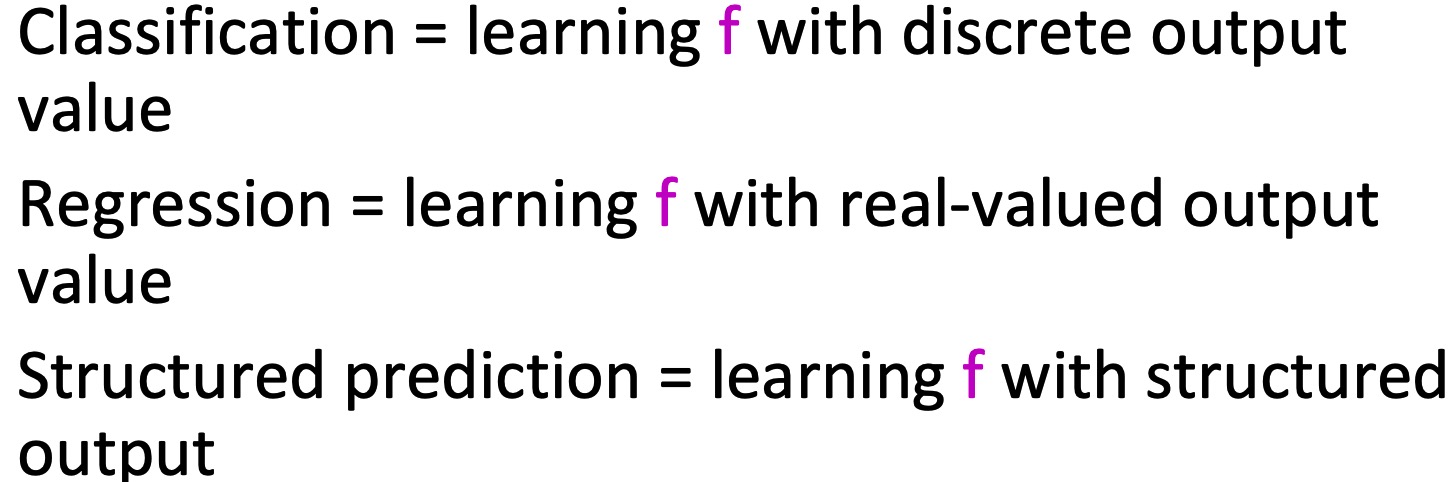 Classification = learning f with discrete output
value
Regression = learning f with real-valued output
value
Structured prediction = learning f with structured
output